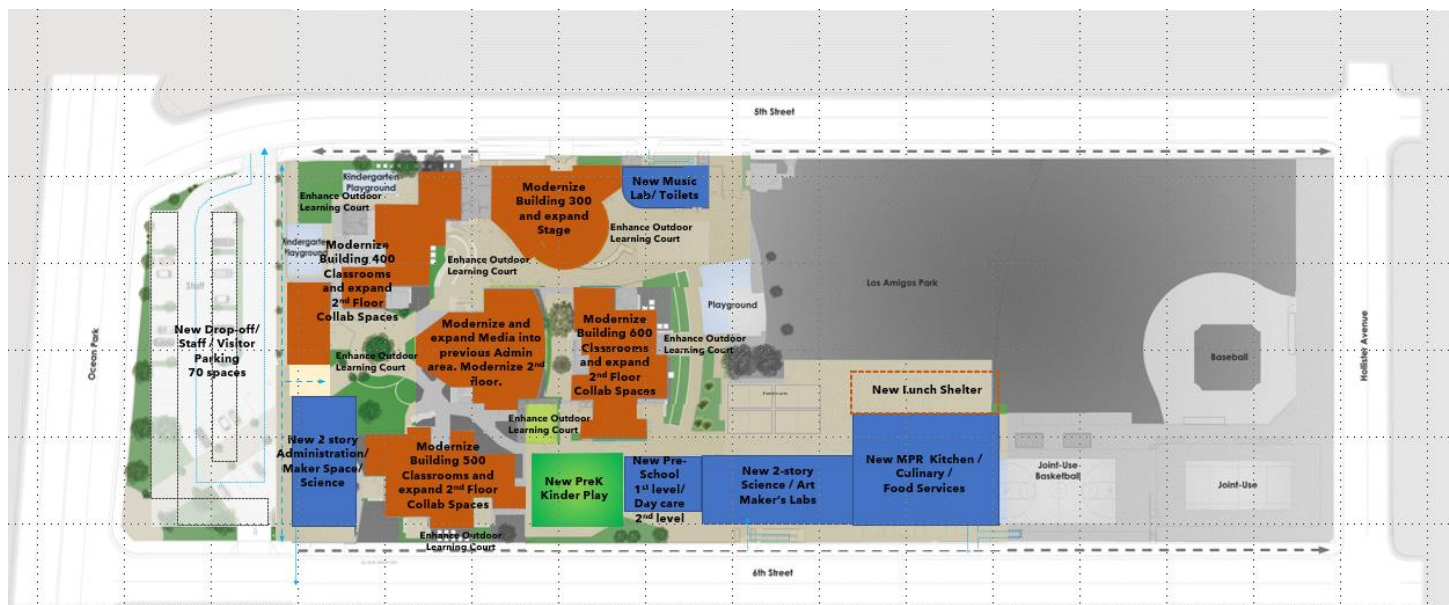 5th Street
Kindergarten
Playground
Enhance Outdoor
Learning Court
Modernize
Building 300
and expand
Stage
New Music
Lab/ Toilets
Enhance Outdoor
Learning Court
Kindergarten
Playground
Modernize
Building 400
Classrooms
and expand
2nd Floor
Collab Spaces
Enhance Outdoor
Learning Court
Staff
Los Amigos Park
Playground
New Drop-off/
Staff / Visitor
Parking
70 spaces
Ocean Park
Enhance Outdoor
Learning Court
Modernize and
expand Media into
previous Admin
area. Modernize 2nd
floor.
Modernize
Building 600
Classrooms
and expand
2nd Floor
Collab Spaces
Enhance Outdoor
Learning Court
Baseball
Hollister Avenue
New Lunch Shelter
Enhance Outdoor
Learning Court
New 2 story
Administration/
Maker Space/
Science
Modernize
Building 500
Classrooms and
expand 2nd Floor
Collab Spaces
New PreK
Kinder Play
New Pre-
School
1st level/
Day care
2nd level
New 2-story
Science / Art
Maker's Labs
New MPR Kitchen /
Culinary /
Food Services
Joint-Use
Basketball
Joint-Use
Enhance Outdoor
Learning Court
6th Street